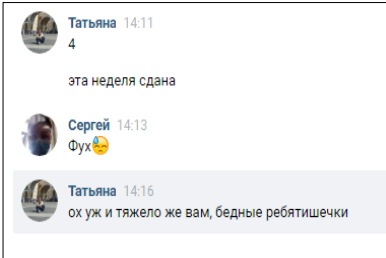 Татьяна 14:11
4
эта неделя сдана
Сергей 14:13
Фух😓
Татьяна 14:16
ох уж и тяжело же вам, бедные ребятишечки